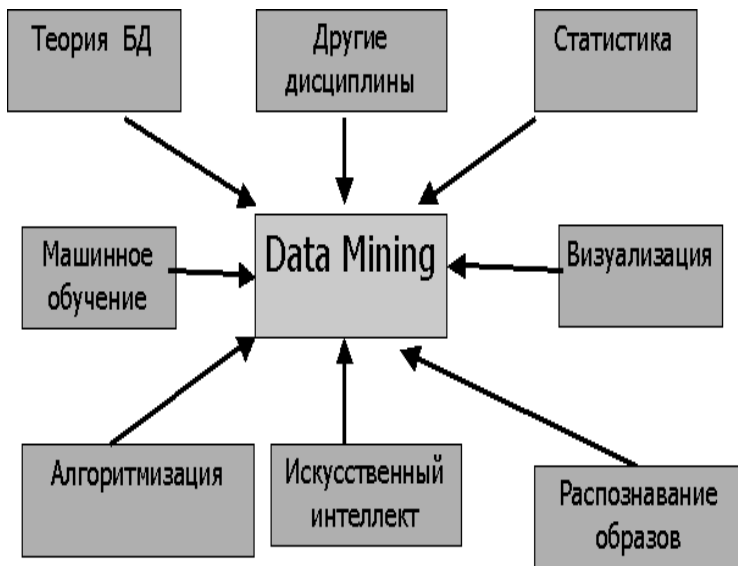 Теория БД
Другие
дисциплины
Статистика
Машинное
обучение
Data Mining
Визуализация
Алгоритмизация
Искусственный
интеллект
Распознавание
образов